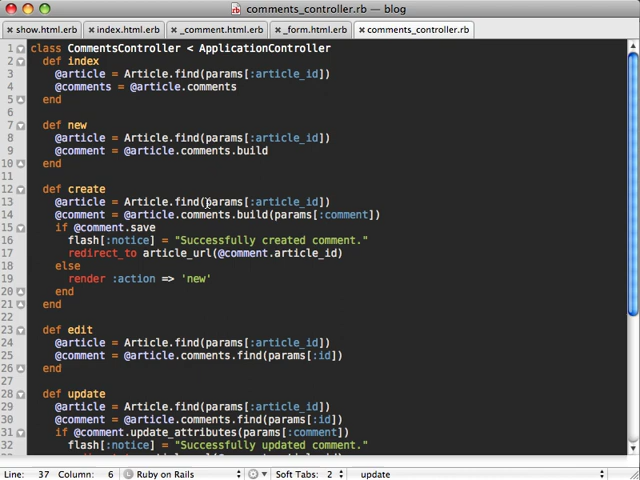 comments_controller.rb — blog
show.html.erb index.html.erb _comment.html.erb _form.html.erb comments_controller.rb
1 class CommentsController < ApplicationController
2 def index
3 @article = Article.find(params[:article_id])
4 @comments = @article.comments
5 end
6
7 def new
8 @article = Article.find(params[:article_id])
9 @comment = @article.comments.build
10 end
11
12 def create
13 @article = Article.find(params[:article_id])
14 @comment = @article.comments.build(params[:comment])
15 if @comment.save
16 flash[:notice] = "Successfully created comment."
17 redirect_to article_url(@comment.article_id)
18 else
19 render :action => 'new'
20 end
21 end
22
23 def edit
24 @article = Article.find(params[:article_id])
25 @comment = @article.comments.find(params[:id])
26 end
27
28 def update
29 @article = Article.find(params[:article_id])
30 @comment = @article.comments.find(params[:id])
31 if @comment.update_attributes(params[:comment])
32 flash[:notice] = "Successfully updated comment."
Line: 37 Column: 6 Ruby on Rails Soft Tabs: 2 update